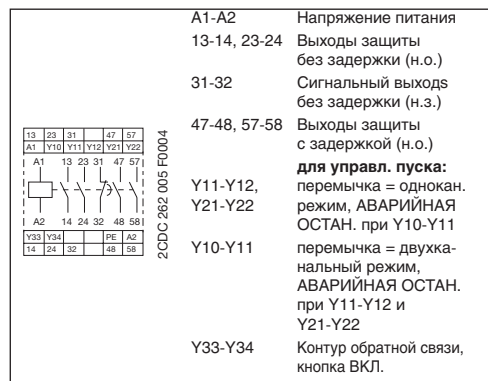 A1-A2 Напряжение питания
13-14, 23-24 Выходы защиты
без задержки (н.о.)
31-32 Сигнальный выходs
без задержки (н.з.)
47-48, 57-58 Выходы защиты
с задержкой (н.о.)
для управл. пуска:
Y11-Y12, перемычка = однокан.
Y21-Y22 режим, АВАРИЙНАЯ
ОСТАН. при Y10-Y11
Y10-Y11 перемычка = двухка-
нальный режим,
АВАРИЙНАЯ ОСТАН.
при Y11-Y12 и
Y21-Y22
Y33-Y34 Контур обратной связи,
кнопка ВКЛ.
13 23 31 47 57
A1 Y10 Y11 Y12 Y21 Y22
A1 13 23 31 47 57
A2 14 24 32 48 58
Y33 Y34 PE A2
14 24 32 48 58
2CDC 262 005 F0004